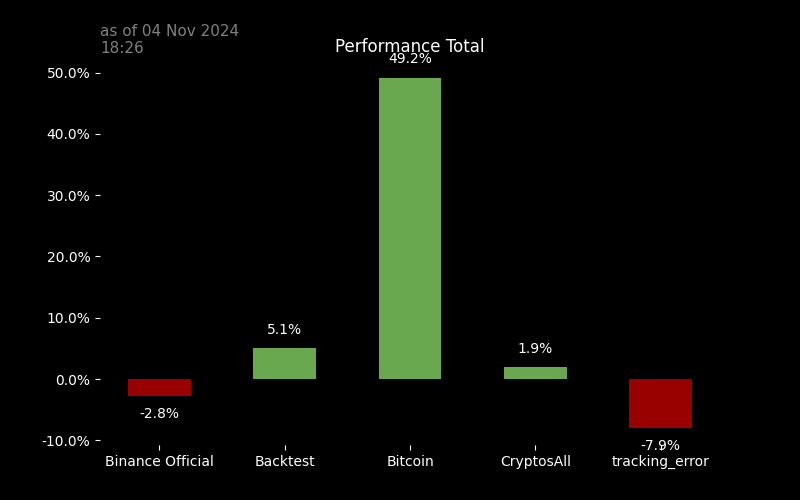 as of 04 Nov 2024
18:26
Performance Total
49.2%
50.0%
40.0%
30.0%
20.0%
10.0%
5.1%
1.9%
0.0%
-2.8%
-10.0%
-7.9%
Binance Official
Backtest
Bitcoin
CryptosAll
tracking_error